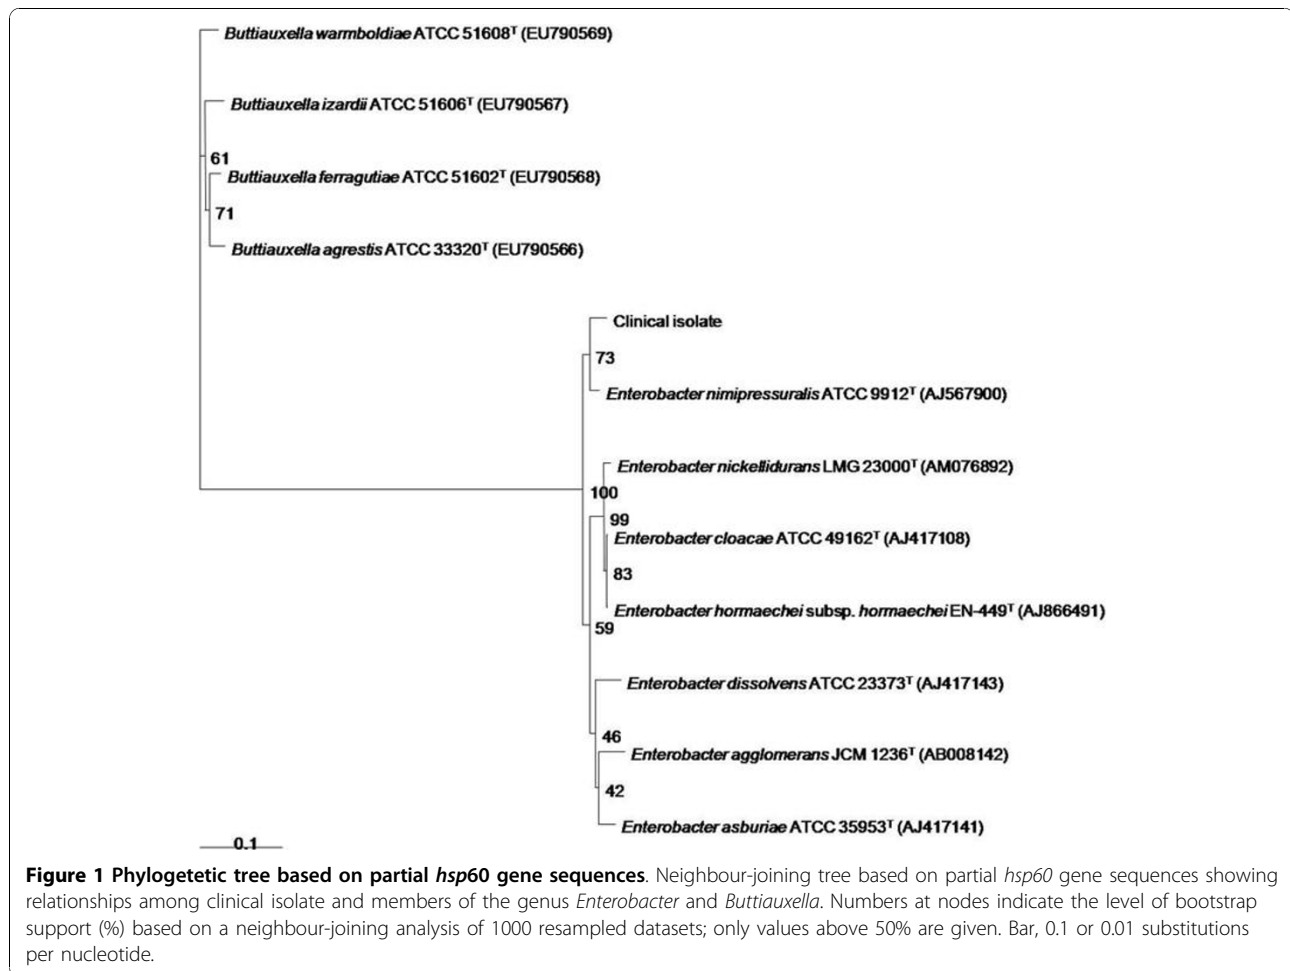 Buttiauxella warmboldiae ATCC 51608ᵀ (EU790569)
Buttiauxella izardii ATCC 51606ᵀ (EU790567)
61
Buttiauxella ferragutiae ATCC 51602ᵀ (EU790568)
71
Buttiauxella agrestis ATCC 33320ᵀ (EU790566)
Clinical isolate
73
Enterobacter nimipressuralis ATCC 9912ᵀ (AJ567900)
Enterobacter nickellidurans LMG 23000ᵀ (AM076892)
100
99
Enterobacter cloacae ATCC 49162ᵀ (AJ417108)
83
Enterobacter hormaechei subsp. hormaechei EN-449ᵀ (AJ866491)
59
Enterobacter dissolvens ATCC 23373ᵀ (AJ417143)
46
Enterobacter agglomerans JCM 1236ᵀ (AB008142)
42
Enterobacter asburiae ATCC 35953ᵀ (AJ417141)
0.1
Figure 1 Phylogetetic tree based on partial hsp60 gene sequences. Neighbour-joining tree based on partial hsp60 gene sequences showing
relationships among clinical isolate and members of the genus Enterobacter and Buttiauxella. Numbers at nodes indicate the level of bootstrap
support (%) based on a neighbour-joining analysis of 1000 resampled datasets; only values above 50% are given. Bar, 0.1 or 0.01 substitutions
per nucleotide.